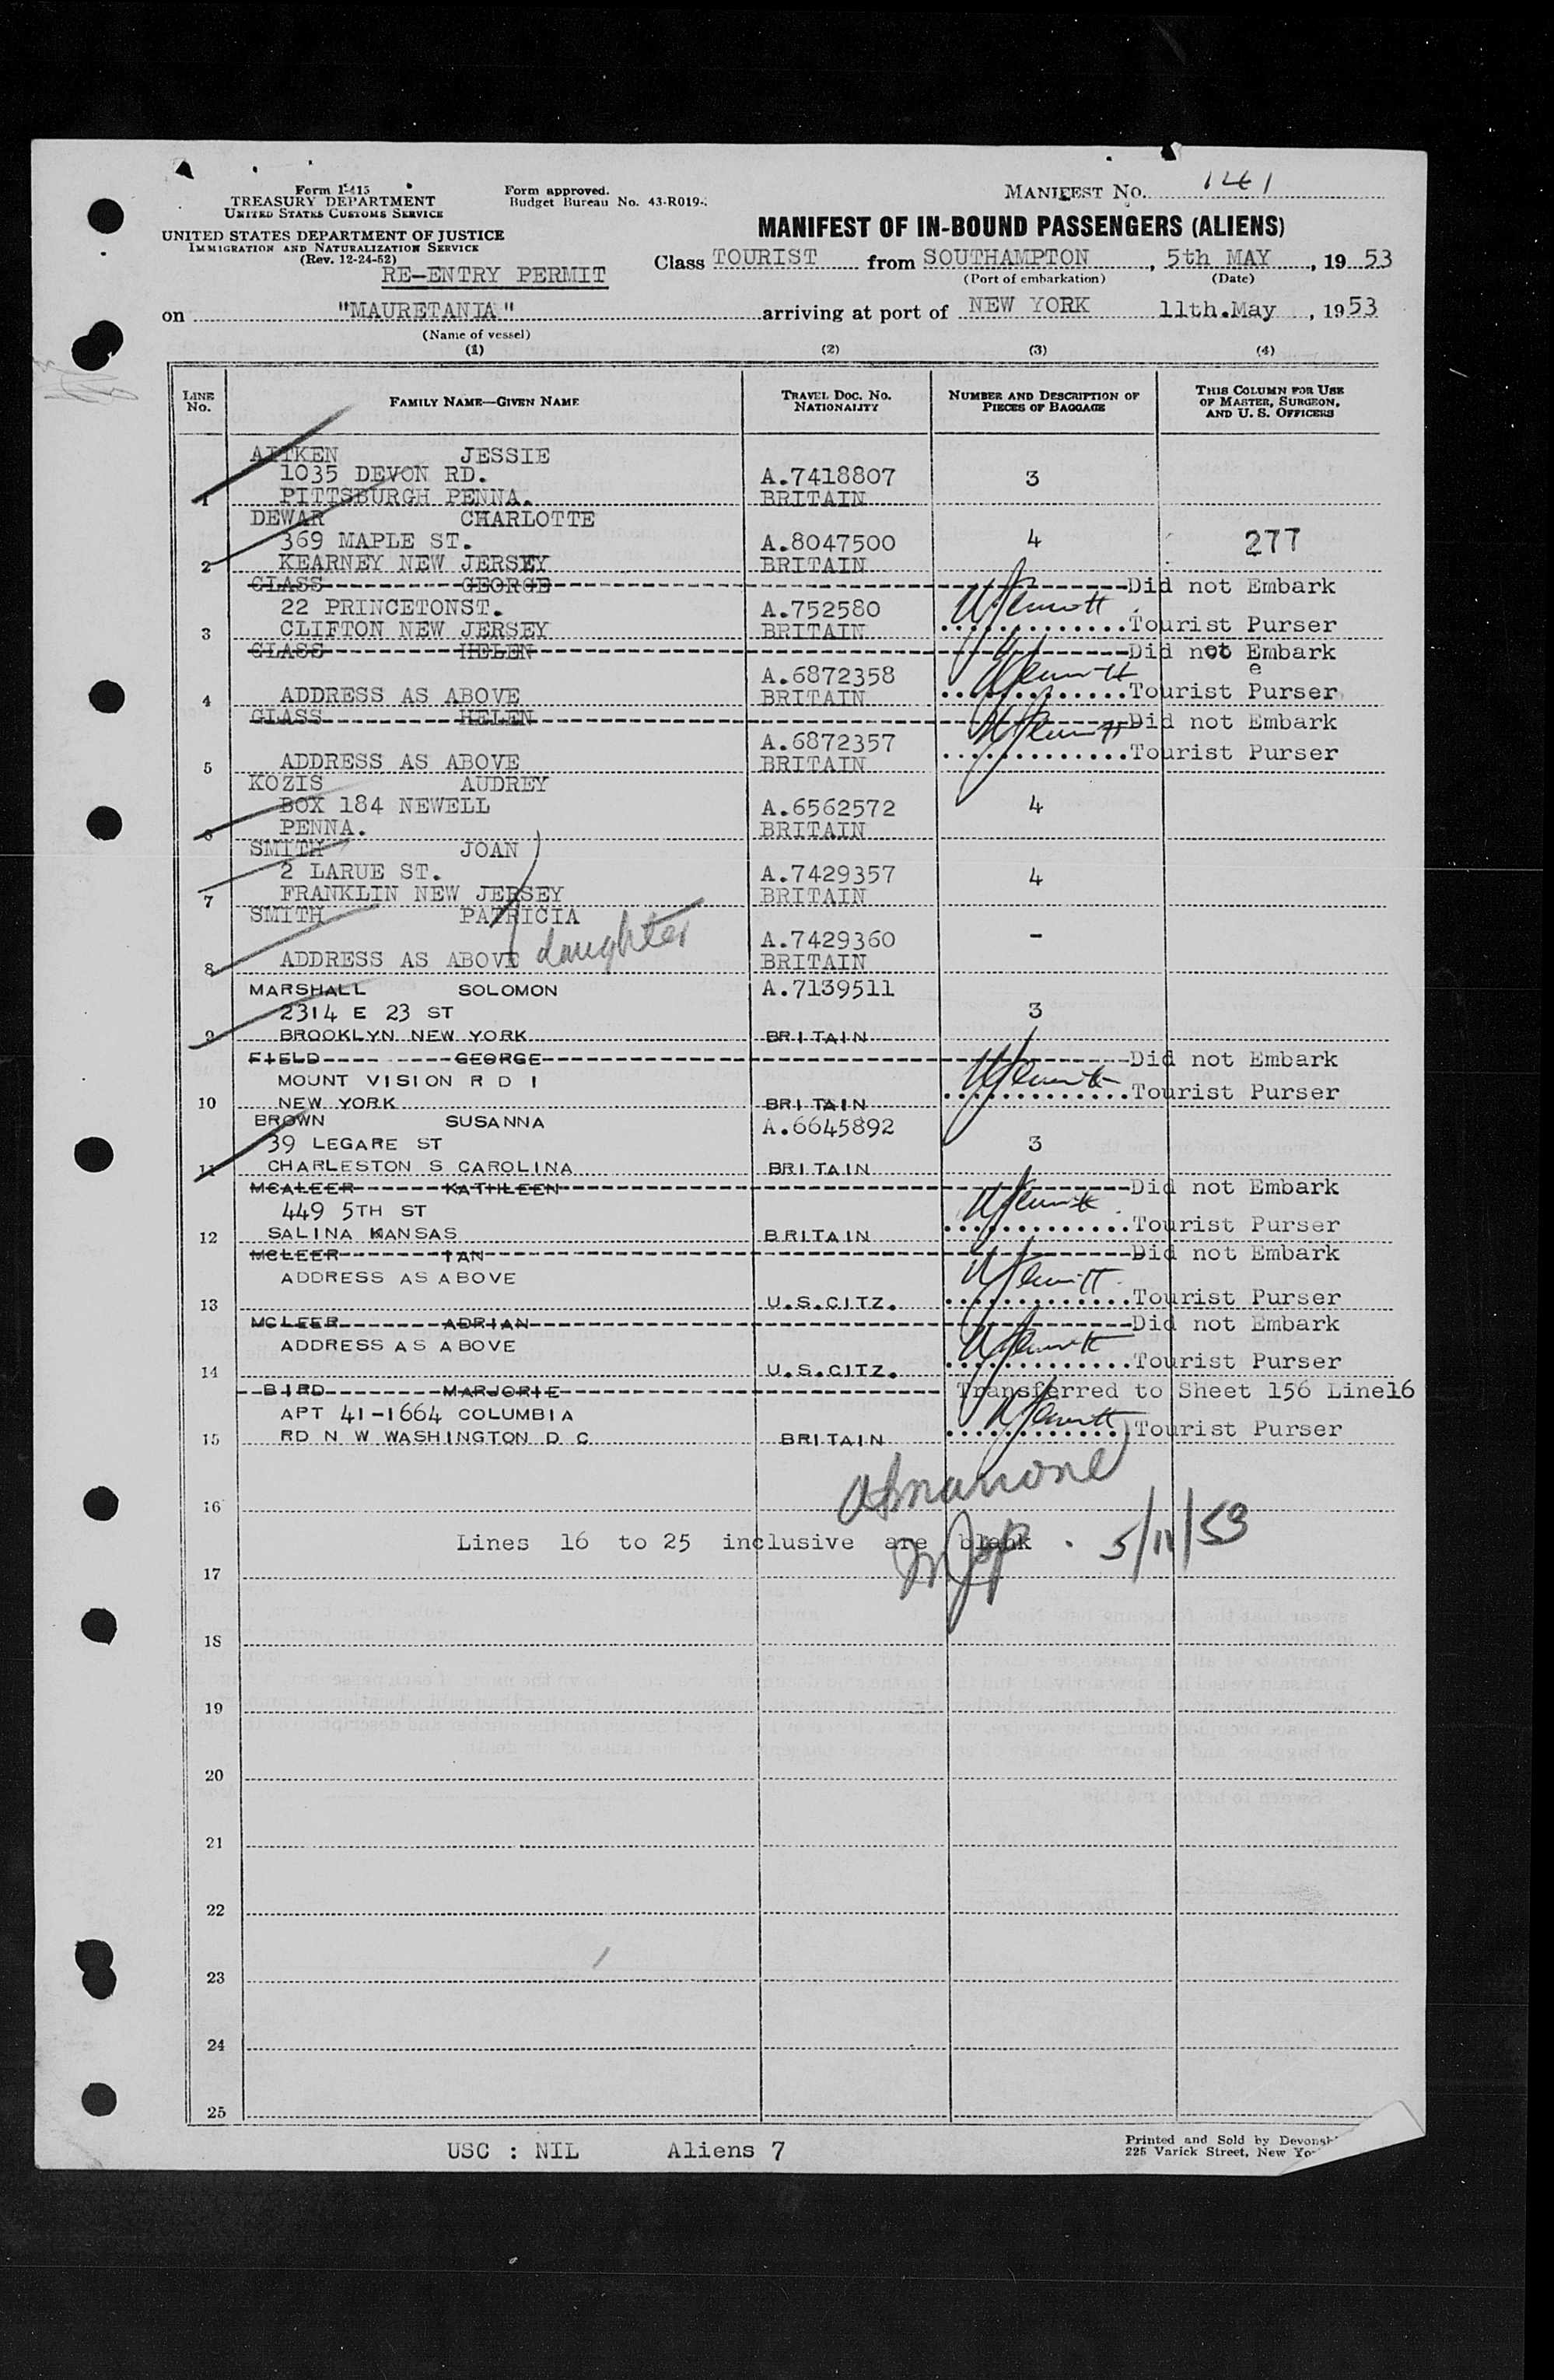 Form I-415
TREASURY DEPARTMENT
UNITED STATES CUSTOMS SERVICE
UNITED STATES DEPARTMENT OF JUSTICE
IMMIGRATION AND NATURALIZATION SERVICE
(Rev. 12-24-52)
RE-ENTRY PERMIT
Form approved.
Budget Bureau No. 43-R019-
MANIFEST No. 141
MANIFEST OF IN-BOUND PASSENGERS (ALIENS)
Class TOURIST from SOUTHAMPTON, 5th MAY, 19 53
(Port of embarkation) (Date)
on "MAURETANIA" arriving at port of NEW YORK 11th.May, 19 53
(Name of vessel)
(1) (2) (3) (4)
LINE No. FAMILY NAME—GIVEN NAME TRAVEL DOC. NO. NATIONALITY NUMBER AND DESCRIPTION OF PIECES OF BAGGAGE THIS COLUMN FOR USE OF MASTER, SURGEON, AND U. S. OFFICERS
AITKEN JESSIE
1035 DEVON RD. A.7418807 3
1 PITTSBURGH PENNA. BRITAIN
DEWAR CHARLOTTE
369 MAPLE ST. A.8047500 4 277
2 KEARNEY NEW JERSEY BRITAIN
GLASS GEORGE Did not Embark
22 PRINCETONST. A.752580
3 CLIFTON NEW JERSEY BRITAIN Tourist Purser
GLASS HELEN Did not Embark
A.6872358 e
4 ADDRESS AS ABOVE BRITAIN Tourist Purser
GLASS HELEN Did not Embark
A.6872357
5 ADDRESS AS ABOVE BRITAIN Tourist Purser
KOZIS AUDREY
BOX 184 NEWELL A.6562572 4
6 PENNA. BRITAIN
SMITH JOAN
2 LARUE ST. A.7429357 4
7 FRANKLIN NEW JERSEY BRITAIN
SMITH PATRICIA
daughter A.7429360 -
8 ADDRESS AS ABOVE BRITAIN
MARSHALL SOLOMON A.7139511
2314 E 23 ST 3
9 BROOKLYN NEW YORK BRITAIN
FIELD GEORGE Did not Embark
MOUNT VISION R D I
10 NEW YORK BRITAIN Tourist Purser
BROWN SUSANNA A.6645892
39 LEGARE ST 3
11 CHARLESTON S CAROLINA BRITAIN
MCALEER KATHLEEN Did not Embark
449 5TH ST
12 SALINA KANSAS BRITAIN Tourist Purser
MCLEER IAN Did not Embark
ADDRESS AS ABOVE
13 U.S.CITZ. Tourist Purser
MCLEER ADRIAN Did not Embark
ADDRESS AS ABOVE
14 U.S.CITZ. Tourist Purser
BIRD MARJORIE Transferred to Sheet 156 Line16
APT 41-1664 COLUMBIA
15 RD N W WASHINGTON D C BRITAIN Tourist Purser
16
Lines 16 to 25 inclusive are blank . 5/11/53
17
18
19
20
21
22
23
24
25
USC : NIL Aliens 7
Printed and Sold by
225 Varick Street, New